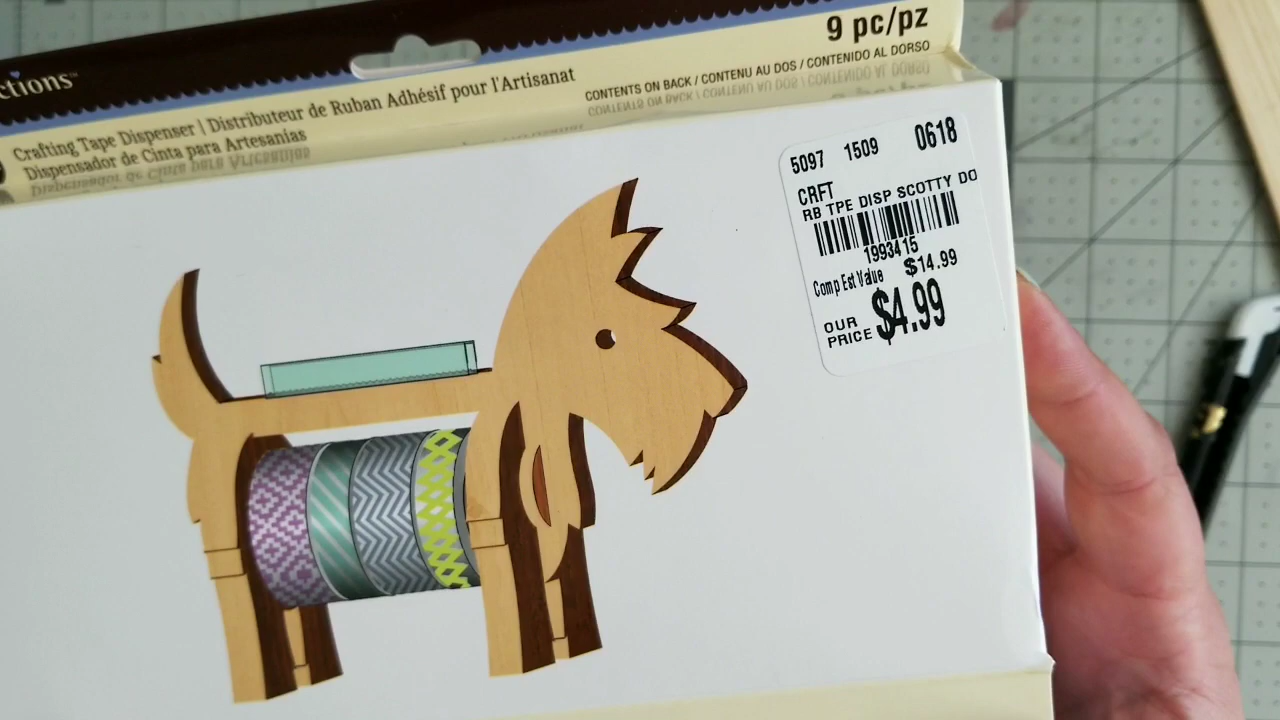 ctions™
9 pc/pz
Crafting Tape Dispenser | Distributeur de Ruban Adhésif pour l'Artisanat
Dispensador de Cinta para Artesanías
CONTENTS ON BACK / CONTENU AU DOS / CONTENIDO AL DORSO
5097 1509 0618
CRFT
RB TPE DISP SCOTTY DO
1993415
Comp Est Value $14.99
OUR PRICE $4.99